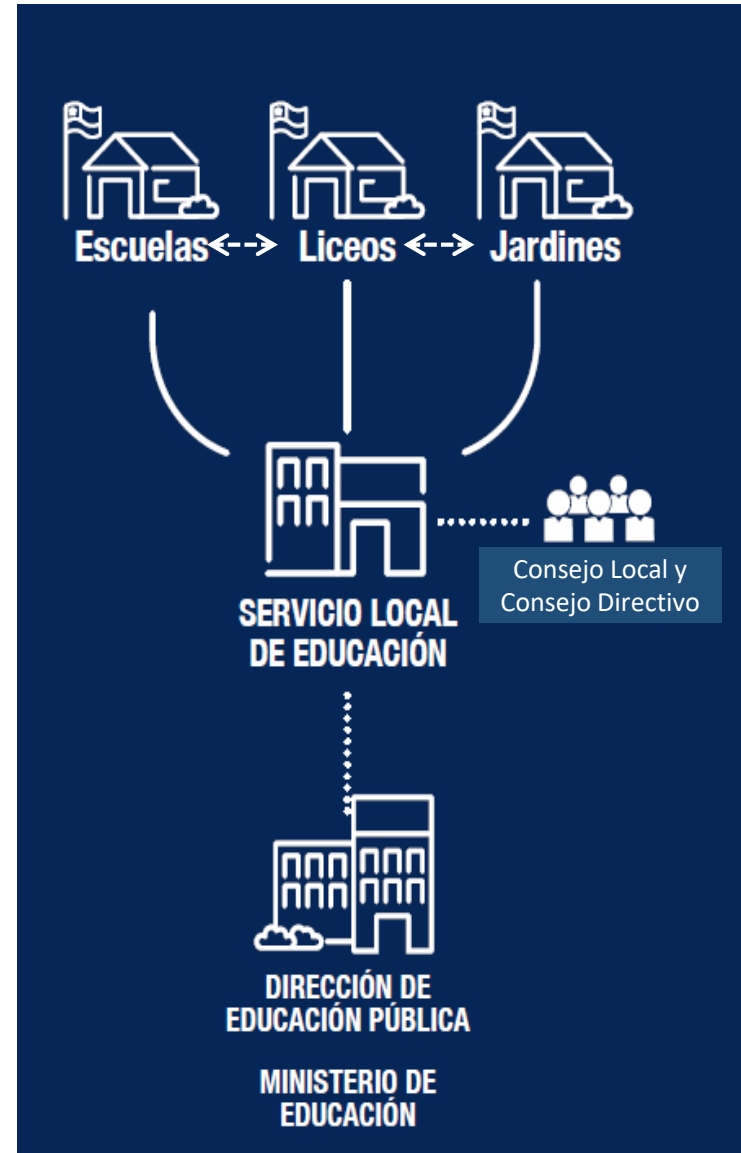 Escuelas Liceos Jardines
Consejo Local y
Consejo Directivo
SERVICIO LOCAL
DE EDUCACIÓN
DIRECCIÓN DE
EDUCACIÓN PÚBLICA
MINISTERIO DE
EDUCACIÓN